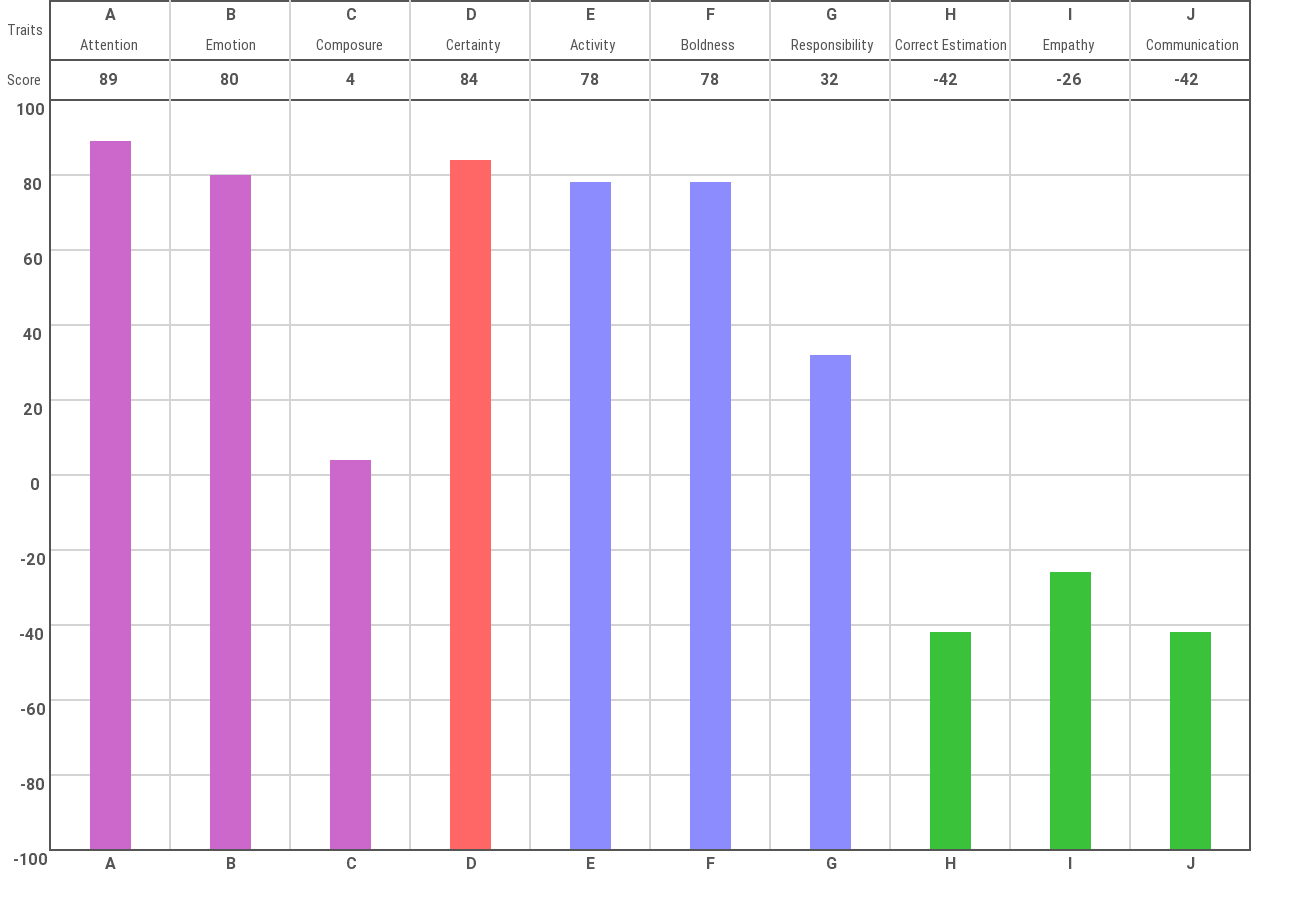 Traits
A B C D E F G H I J
Attention Emotion Composure Certainty Activity Boldness Responsibility Correct Estimation Empathy Communication
Score 89 80 4 84 78 78 32 -42 -26 -42
100
80
60
40
20
0
-20
-40
-60
-80
-100
A B C D E F G H I J